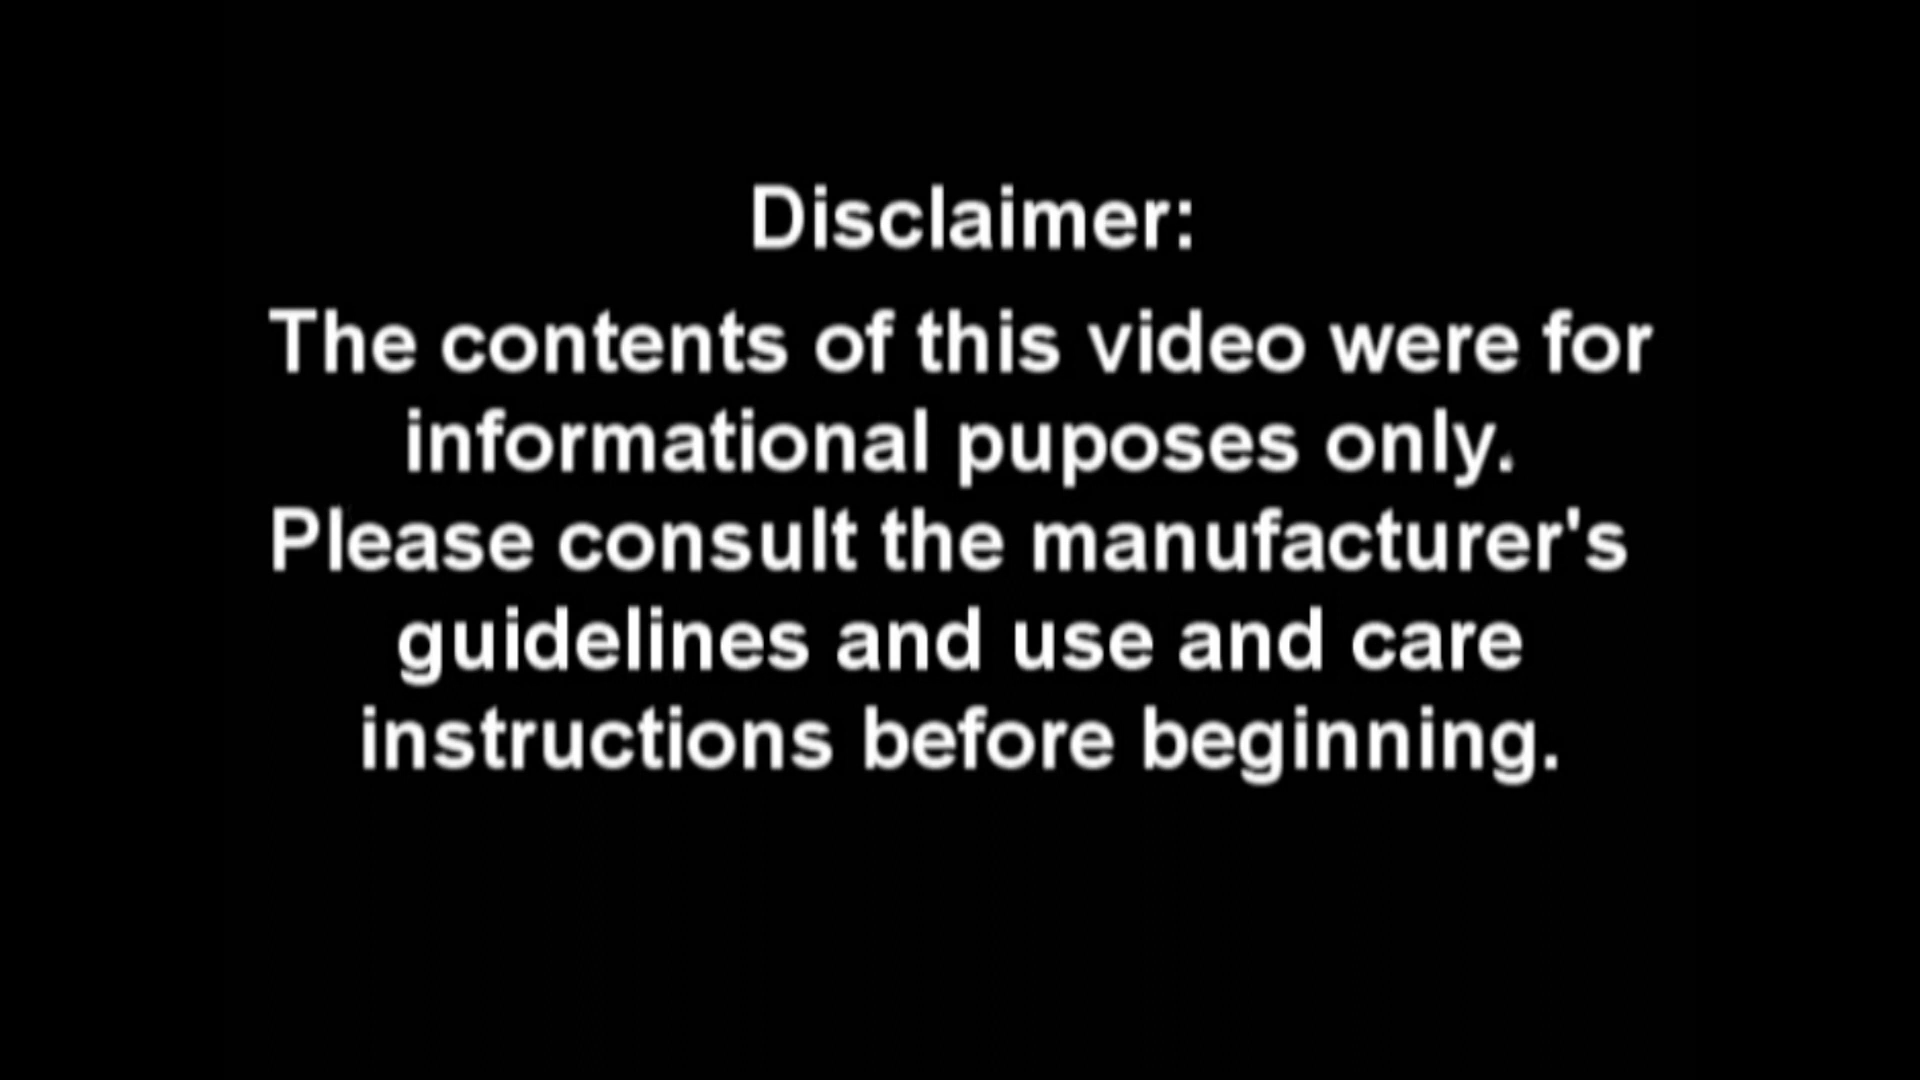 Disclaimer:
The contents of this video were for
informational puposes only.
Please consult the manufacturer's
guidelines and use and care
instructions before beginning.